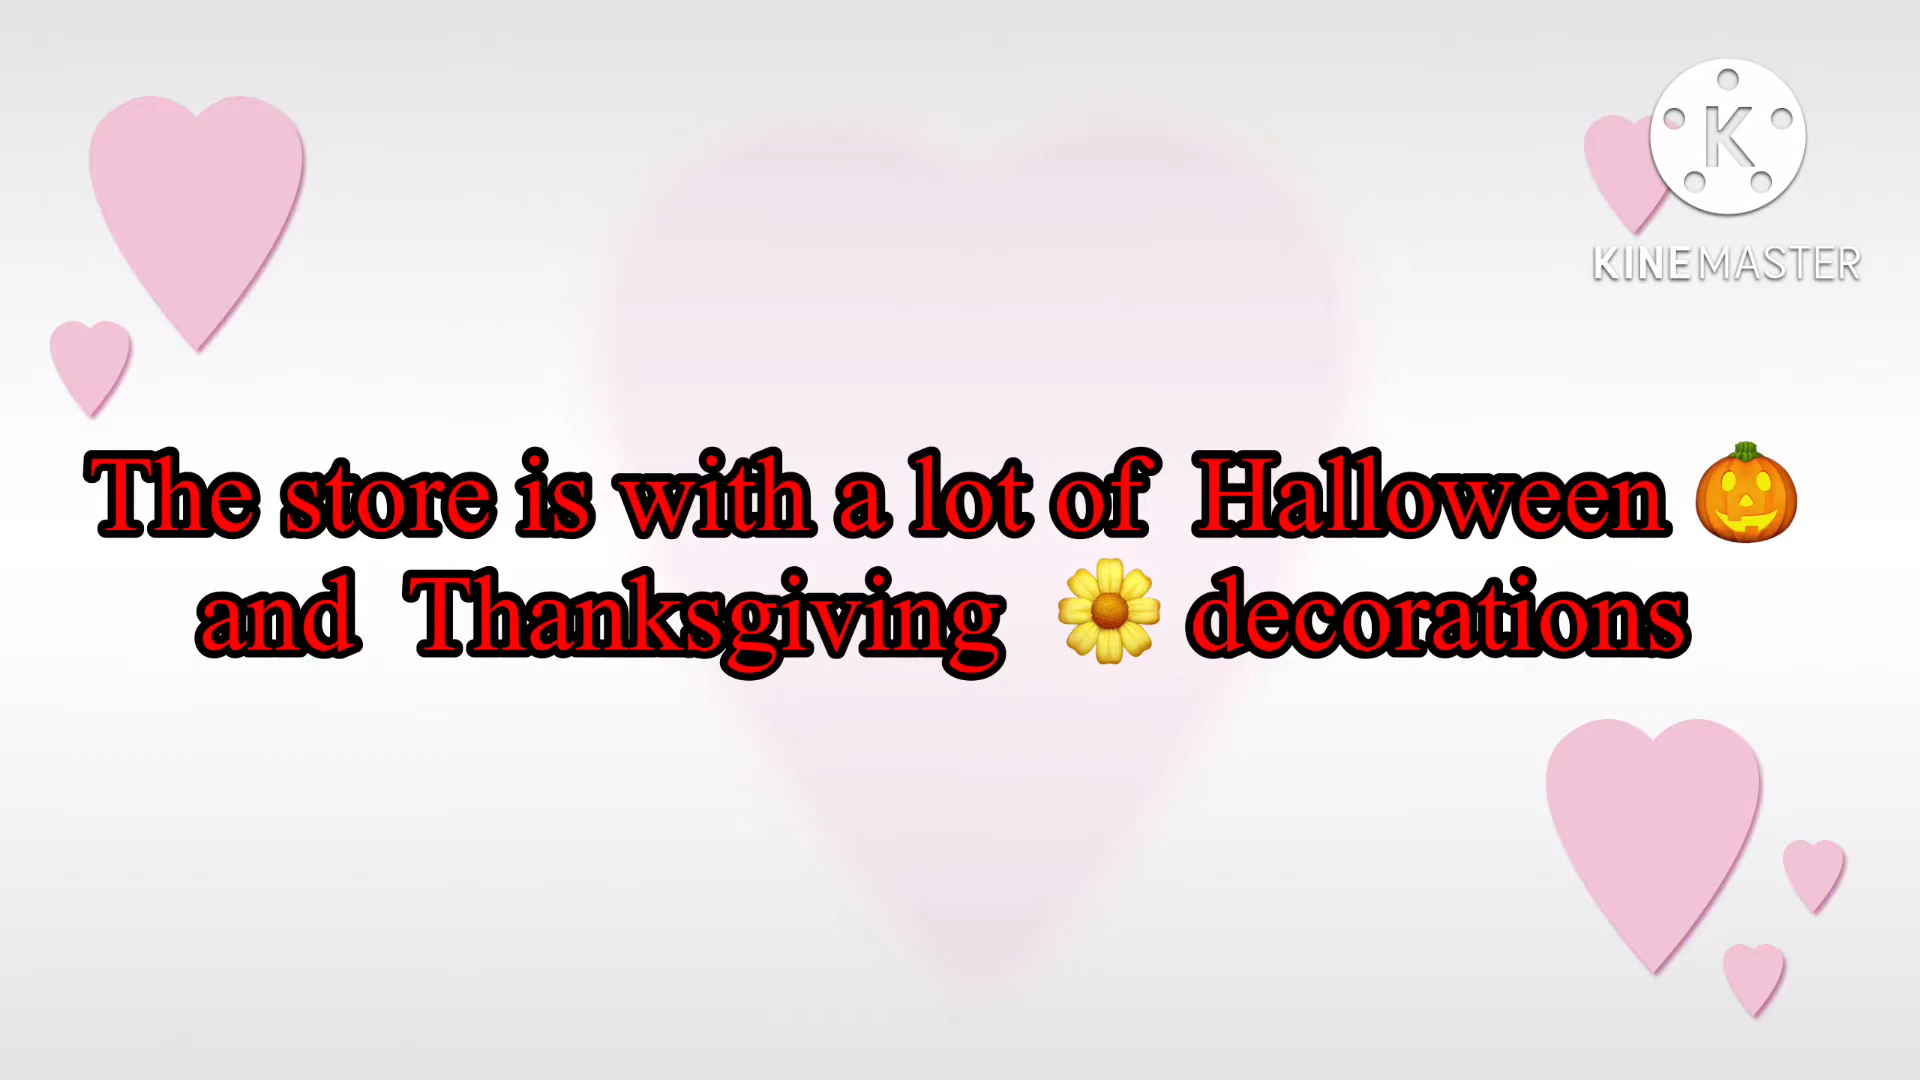 K
KINEMASTER
The store is with a lot of Halloween 🎃
and Thanksgiving 🌼 decorations